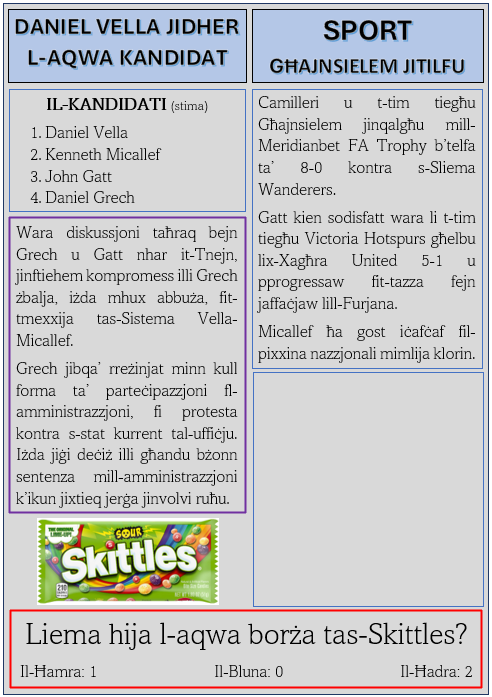 DANIEL VELLA JIDHER
L-AQWA KANDIDAT
IL-KANDIDATI (stima)
1. Daniel Vella
2. Kenneth Micallef
3. John Gatt
4. Daniel Grech
Wara diskussjoni taħraq bejn
Grech u Gatt nhar it-Tnejn,
jinftiehem kompromess illi Grech
żbalja, iżda mhux abbuża, fit-
tmexxija tas-Sistema Vella-
Micallef.
Grech jibqa' rreżinjat minn kull
forma ta' parteċipazzjoni fl-
amministrazzjoni, fi protesta
kontra s-stat kurrent tal-uffiċju.
Iżda jiġi deċiż illi għandu bżonn
sentenza mill-amministrazzjoni
k'ikun jixtieq jerġa jinvolvi ruħu.
SPORT
GĦAJNSIELEM JITILFU
Camilleri u t-tim tiegħu
Għajnsielem jinqalgħu mill-
Meridianbet FA Trophy b'telfa
ta' 8-0 kontra s-Sliema
Wanderers.
Gatt kien sodisfatt wara li t-tim
tiegħu Victoria Hotspurs għelbu
lix-Xagħra United 5-1 u
pprogressaw fit-tazza fejn
jaffaċjaw lill-Furjana.
Micallef ħa gost iċafċaf fil-
pixxina nazzjonali mimlija klorin.
THE ORIGINAL
SOUR
Skittles
210
Liema hija l-aqwa borża tas-Skittles?
Il-Ħamra: 1 Il-Bluna: 0 Il-Ħadra: 2